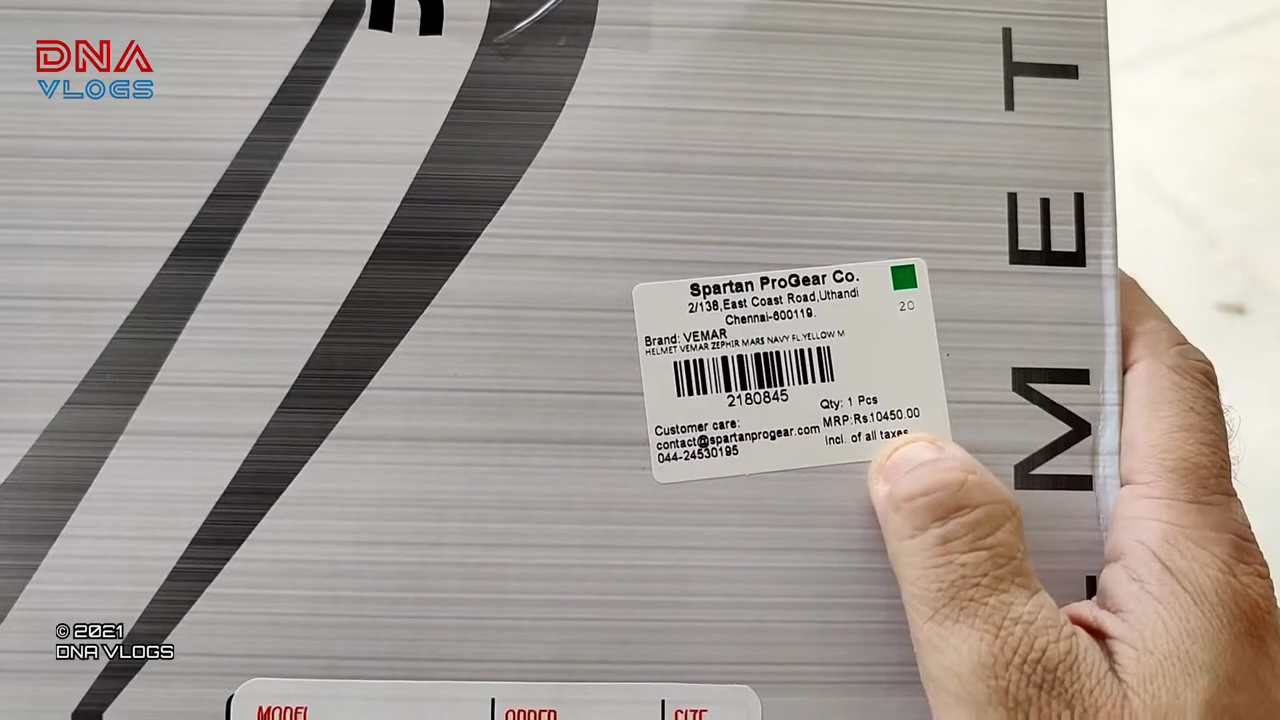 DNA
VLOGS
Spartan ProGear Co.
2/138,East Coast Road,Uthandi
Chennai-600119.
20
Brand: VEMAR
HELMET VEMAR ZEPHIR MARS NAVY FL.YELLOW M
2180845
Qty: 1 Pcs
MRP:Rs.10450.00
Incl. of all taxes
Customer care:
contact@spartanprogear.com
044-24530195
M E T
© 2021
DNA VLOGS
MODEL
ORDER
SIZE